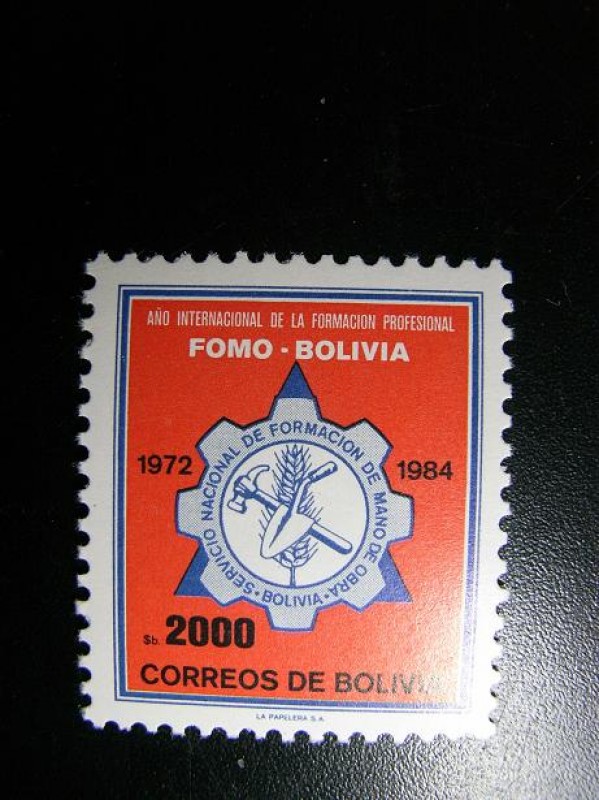 AÑO INTERNACIONAL DE LA FORMACION PROFESIONAL
FOMO - BOLIVIA
1972
1984
SERVICIO NACIONAL DE FORMACION DE MANO DE OBRA
• BOLIVIA •
$b. 2000
CORREOS DE BOLIVIA
LA PAPELERA S.A.